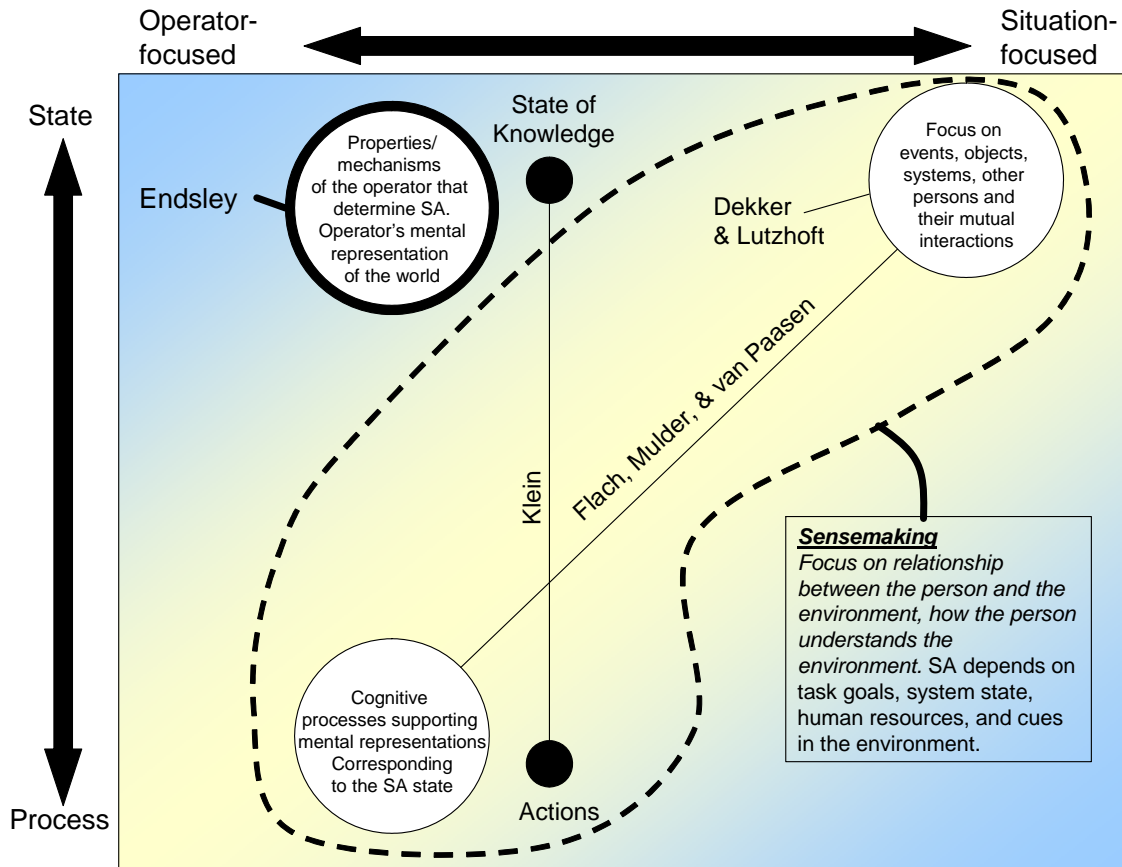 Operator-
focused
Situation-
focused
State
State of
Knowledge
Properties/
mechanisms
of the operator that
determine SA.
Operator’s mental
representation
of the world
Endsley
Focus on
events, objects,
systems, other
persons and
their mutual
interactions
Dekker
& Lutzhoft
Flach, Mulder, & van Paasen
Klein
Sensemaking
Focus on relationship
between the person and the
environment, how the person
understands the
environment. SA depends on
task goals, system state,
human resources, and cues
in the environment.
Cognitive
processes supporting
mental representations
Corresponding
to the SA state
Actions
Process